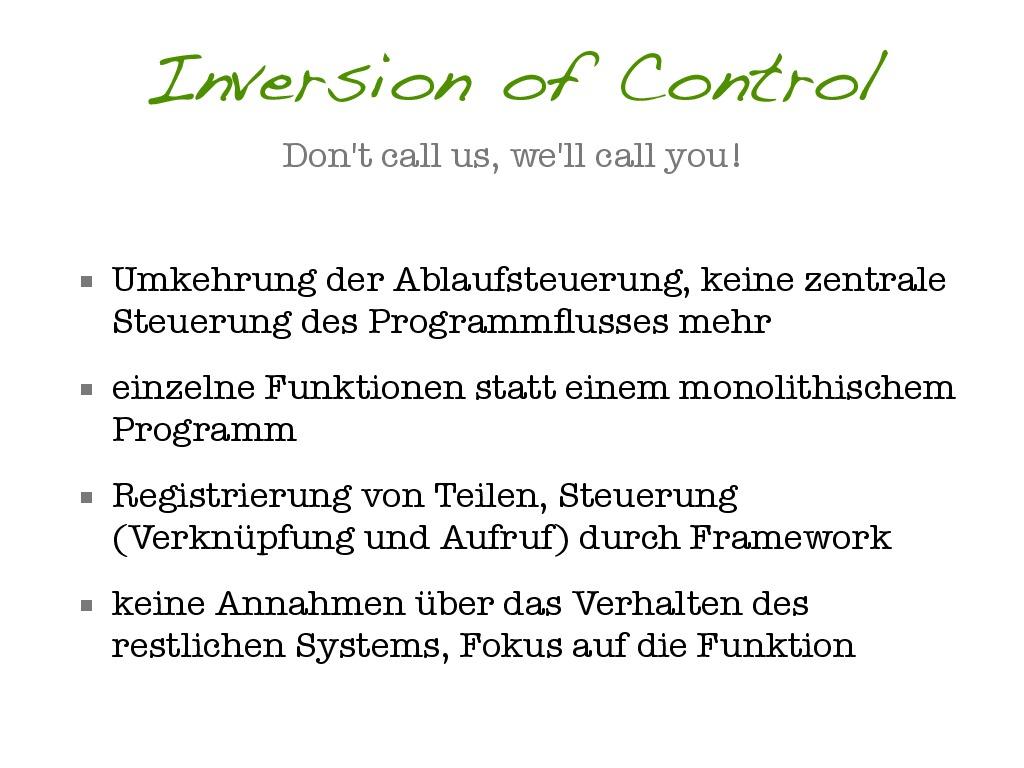 Inversion of Control
Don't call us, we'll call you!
▪ Umkehrung der Ablaufsteuerung, keine zentrale
Steuerung des Programmflusses mehr
▪ einzelne Funktionen statt einem monolithischem
Programm
▪ Registrierung von Teilen, Steuerung
(Verknüpfung und Aufruf) durch Framework
▪ keine Annahmen über das Verhalten des
restlichen Systems, Fokus auf die Funktion